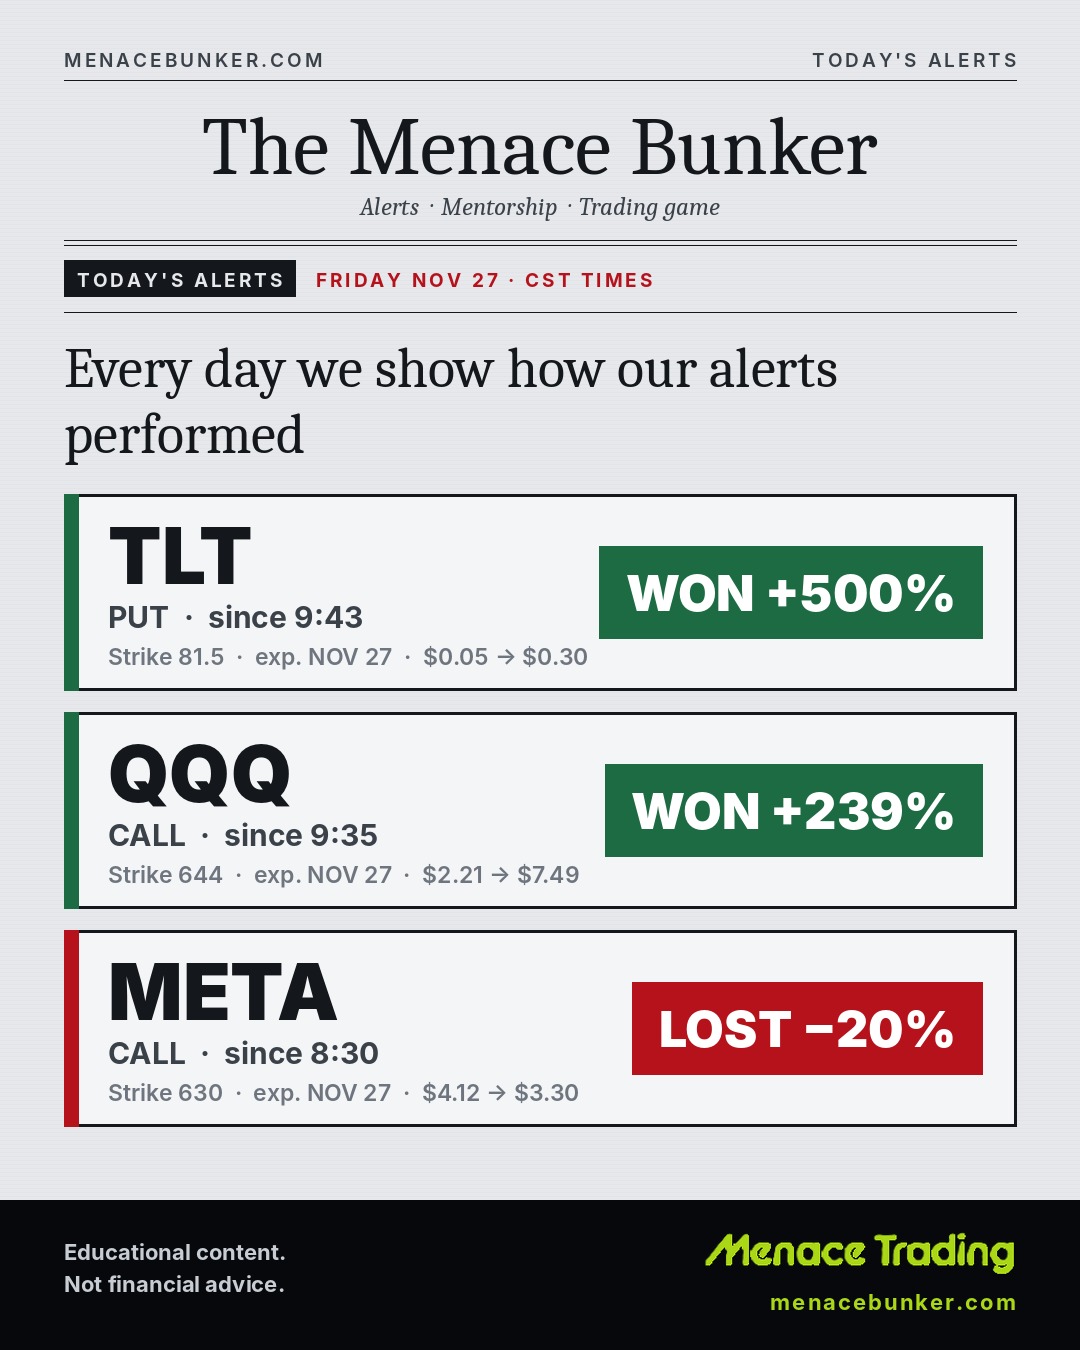 MENACEBUNKER.COM
TODAY'S ALERTS
The Menace Bunker
Alerts · Mentorship · Trading game
TODAY'S ALERTS
FRIDAY NOV 27 · CST TIMES
Every day we show how our alerts
performed
TLT
PUT · since 9:43
Strike 81.5 · exp. NOV 27 · $0.05 → $0.30
WON +500%
QQQ
CALL · since 9:35
Strike 644 · exp. NOV 27 · $2.21 → $7.49
WON +239%
META
CALL · since 8:30
Strike 630 · exp. NOV 27 · $4.12 → $3.30
LOST −20%
Educational content.
Not financial advice.
Menace Trading
menacebunker.com